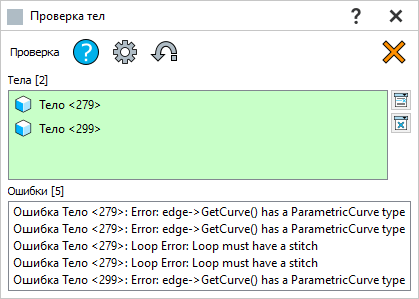 Проверка тел
?
Проверка
?
Тела [2]
Тело <279>
Тело <299>
Ошибки [5]
Ошибка Тело <279>: Error: edge->GetCurve() has a ParametricCurve type
Ошибка Тело <279>: Error: edge->GetCurve() has a ParametricCurve type
Ошибка Тело <279>: Loop Error: Loop must have a stitch
Ошибка Тело <279>: Loop Error: Loop must have a stitch
Ошибка Тело <299>: Error: edge->GetCurve() has a ParametricCurve type